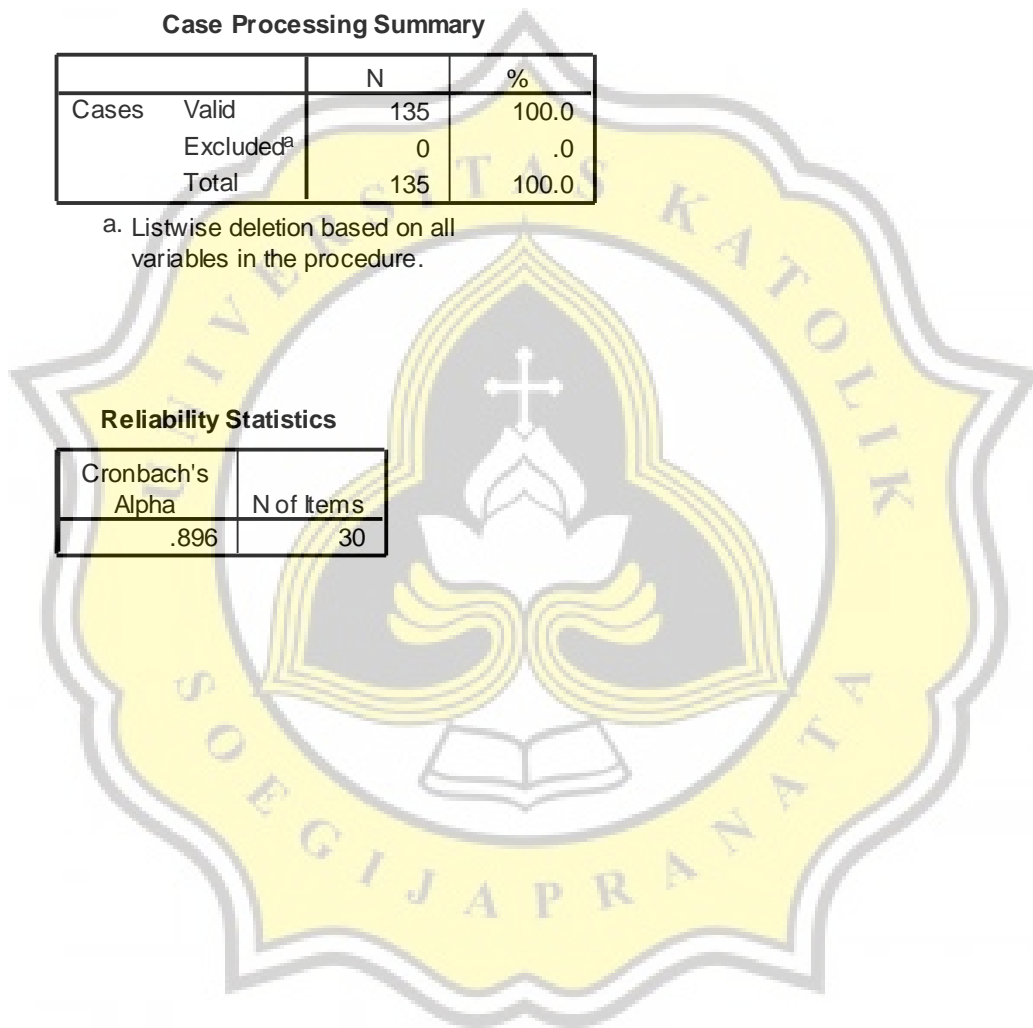 Case Processing Summary
N %
Cases Valid 135 100.0
Excludedᵃ 0 .0
Total 135 100.0
a. Listwise deletion based on all
variables in the procedure.
Reliability Statistics
Cronbach's
Alpha N of Items
.896 30
UNIVERSITAS KATOLIK
SOEGIJAPRANATA